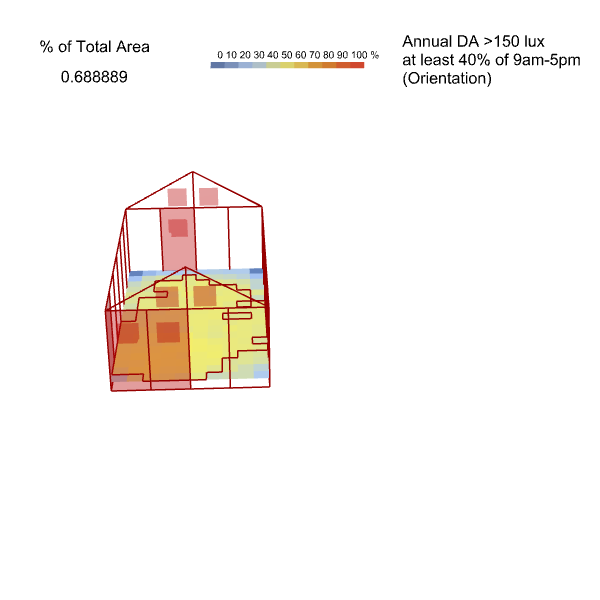 % of Total Area
0.688889
0 10 20 30 40 50 60 70 80 90 100 %
Annual DA >150 lux
at least 40% of 9am-5pm
(Orientation)